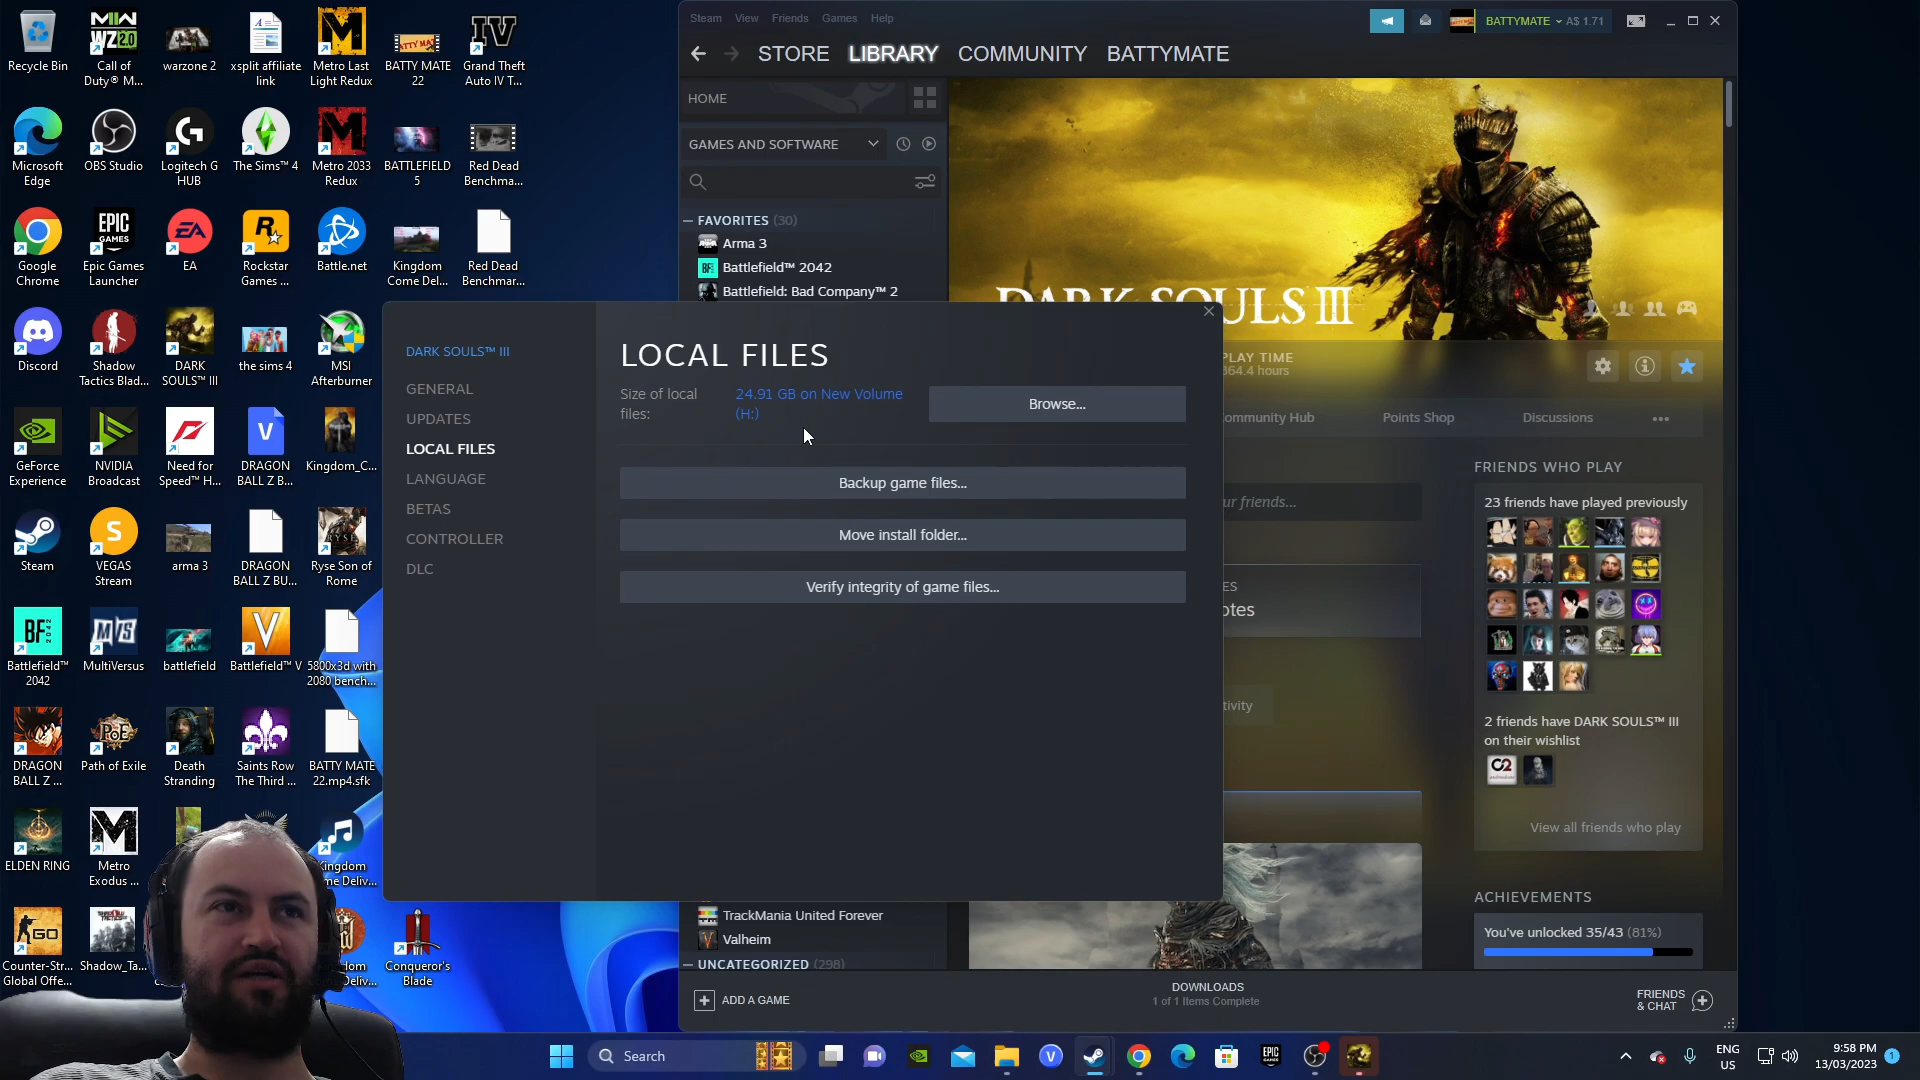 Steam View Friends Games Help
BATTYMATE A$ 1.71
STORE LIBRARY COMMUNITY BATTYMATE
HOME
GAMES AND SOFTWARE
FAVORITES (30)
Arma 3
Battlefield™ 2042
Battlefield: Bad Company™ 2
DARK SOULS III
PLAY TIME
364.4 hours
Community Hub Points Shop Discussions
ur friends...
ES
otes
tivity
FRIENDS WHO PLAY
23 friends have played previously
2 friends have DARK SOULS™ III
on their wishlist
View all friends who play
ACHIEVEMENTS
You've unlocked 35/43 (81%)
TrackMania United Forever
Valheim
UNCATEGORIZED (298)
ADD A GAME
DOWNLOADS
1 of 1 Items Complete
FRIENDS
& CHAT
DARK SOULS™ III
GENERAL
UPDATES
LOCAL FILES
LANGUAGE
BETAS
CONTROLLER
DLC
LOCAL FILES
Size of local
files:
24.91 GB on New Volume
(H:)
Browse...
Backup game files...
Move install folder...
Verify integrity of game files...
Recycle Bin
Call of
Duty® M...
warzone 2
xsplit affiliate
link
Metro Last
Light Redux
BATTY MATE
22
Grand Theft
Auto IV T...
Microsoft
Edge
OBS Studio
Logitech G
HUB
The Sims™ 4
Metro 2033
Redux
BATTLEFIELD
5
Red Dead
Benchma...
Google
Chrome
Epic Games
Launcher
EA
Rockstar
Games ...
Battle.net
Kingdom
Come Del...
Red Dead
Benchmar...
Discord
Shadow
Tactics Blad...
DARK
SOULS™ III
the sims 4
MSI
Afterburner
GeForce
Experience
NVIDIA
Broadcast
Need for
Speed™ H...
DRAGON
BALL Z B...
Kingdom_C...
Steam
VEGAS
Stream
arma 3
DRAGON
BALL Z BU...
Ryse Son of
Rome
Battlefield™
2042
MultiVersus
battlefield
Battlefield™ V
5800x3d with
2080 bench...
DRAGON
BALL Z ...
Path of Exile
Death
Stranding
Saints Row
The Third ...
BATTY MATE
22.mp4.sfk
ELDEN RING
Metro
Exodus ...
Kingdom
me Deliv...
Counter-Str...
Global Offe...
Shadow_Ta...
dom
Deliv...
Conqueror's
Blade
Search
ENG
US
9:58 PM
13/03/2023
1